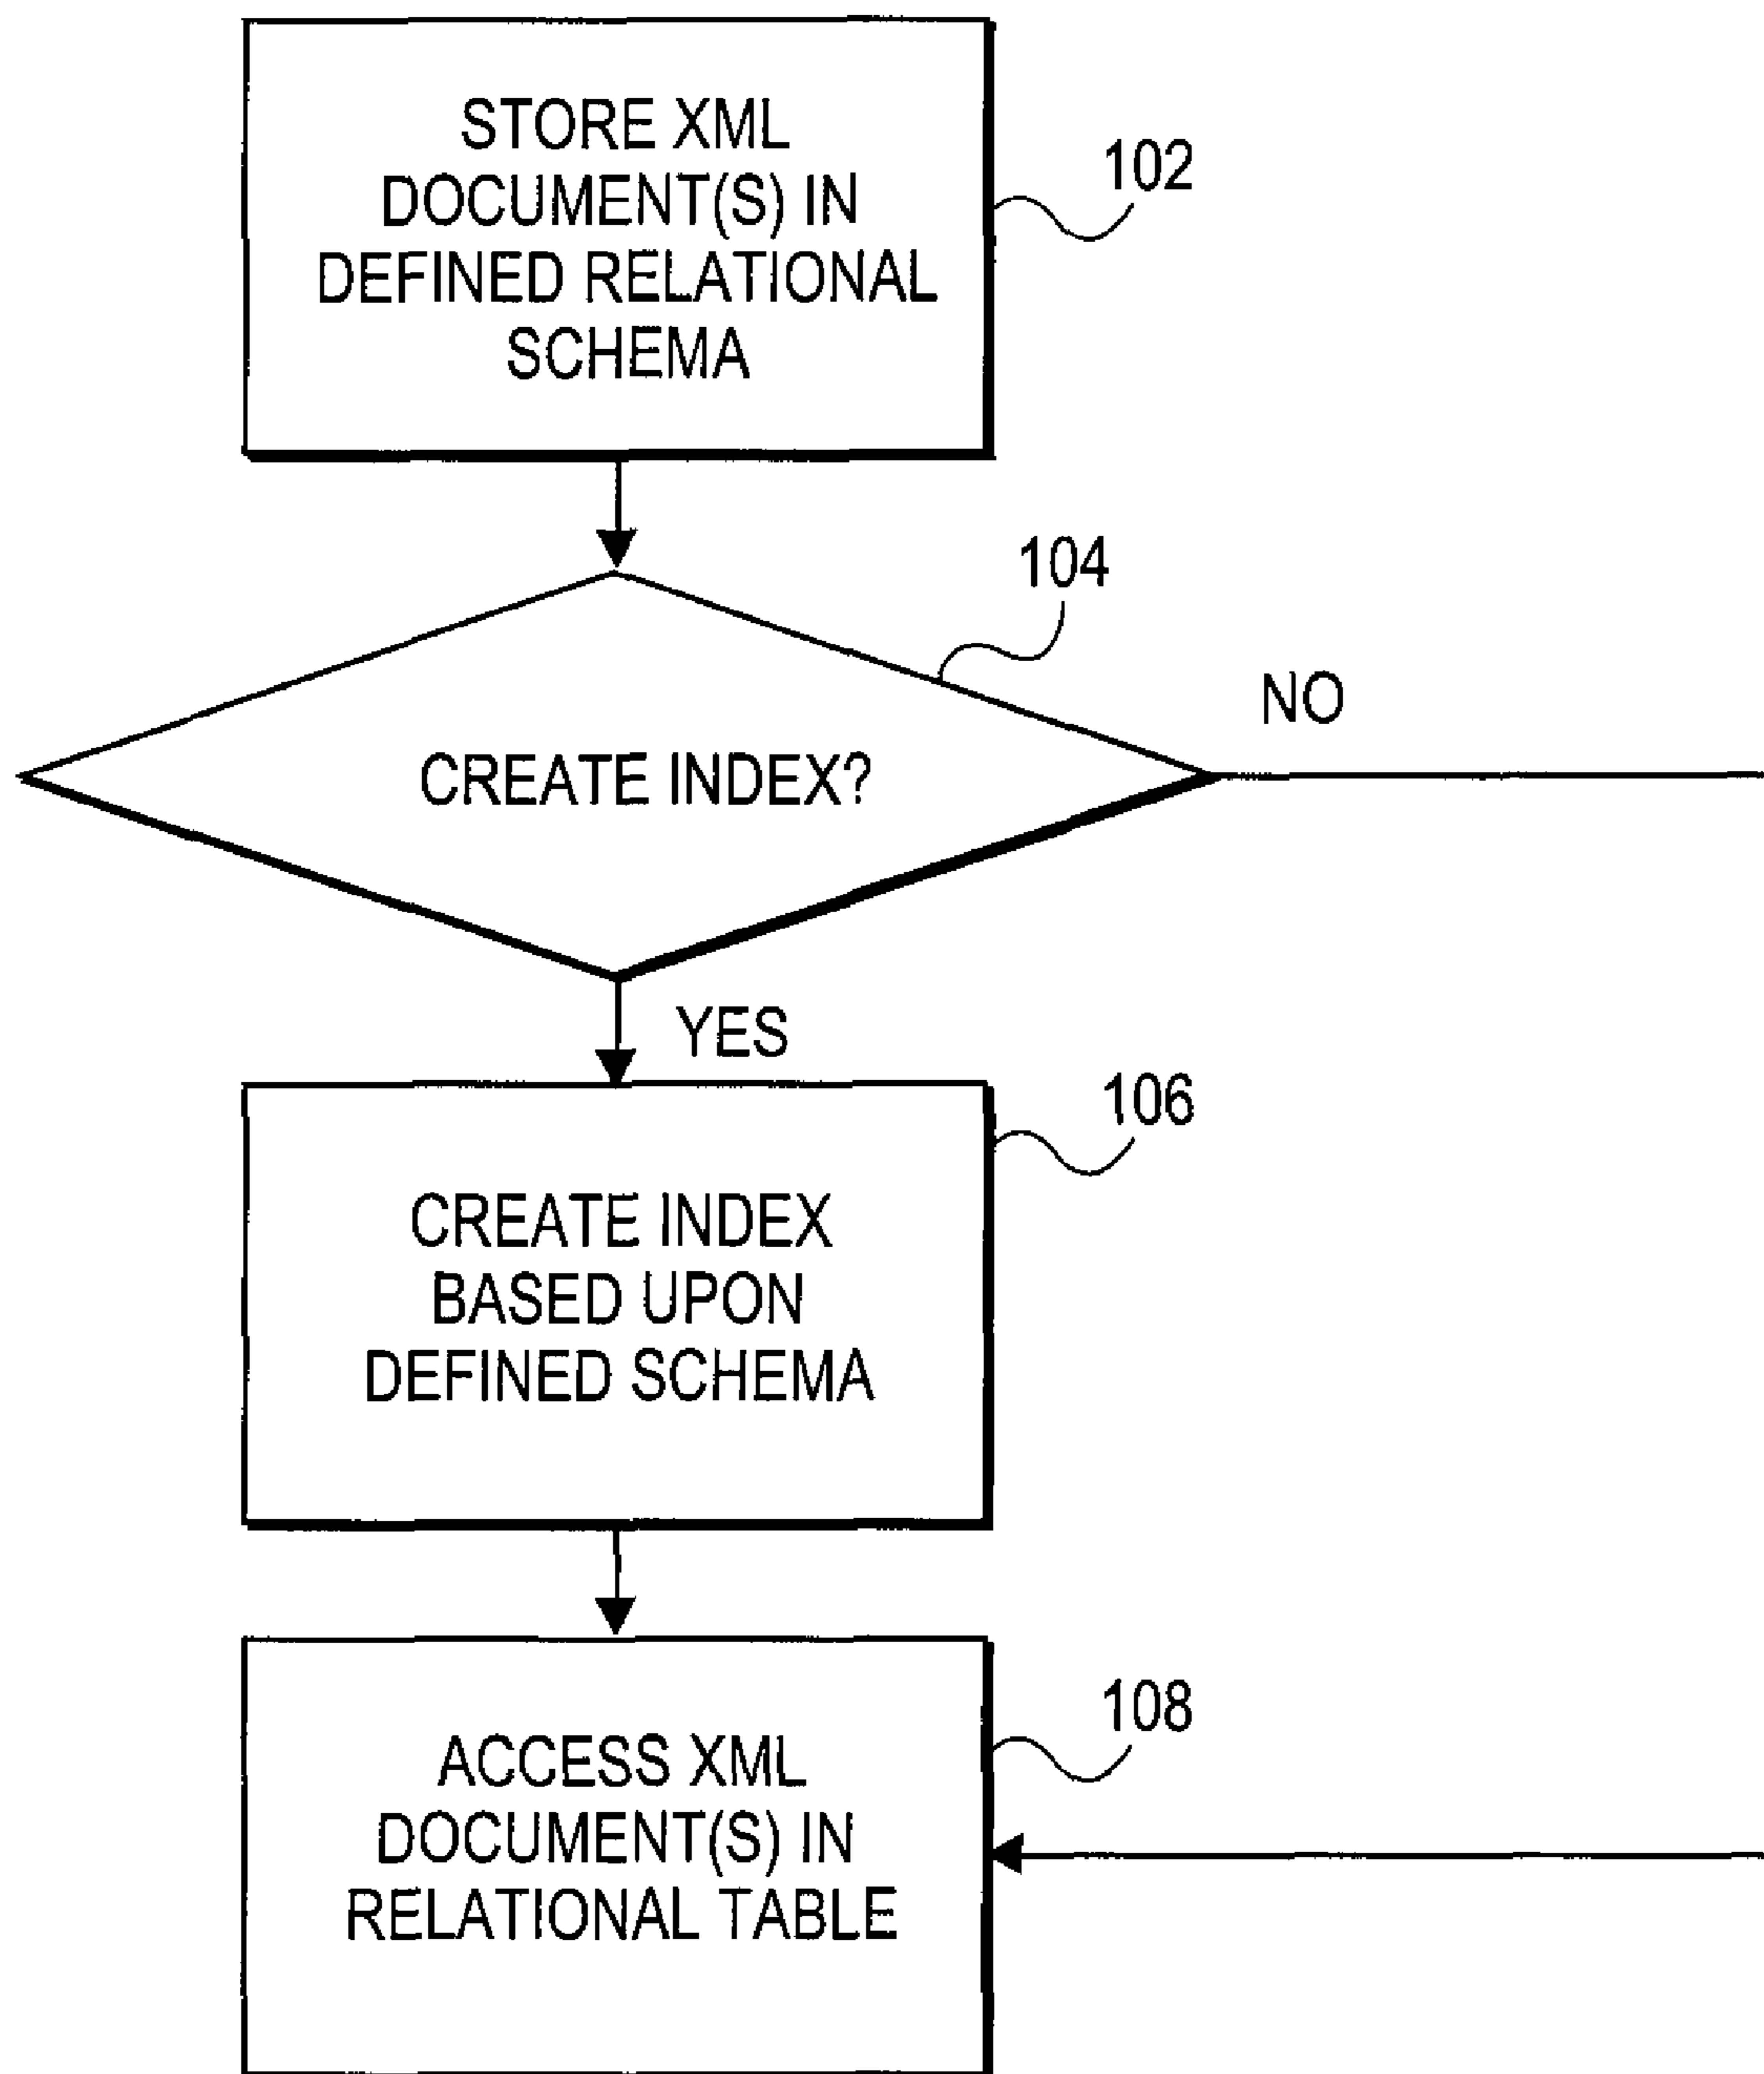 STORE XML
DOCUMENT(S) IN
DEFINED RELATIONAL
SCHEMA
102
104
NO
CREATE INDEX?
YES
106
CREATE INDEX
BASED UPON
DEFINED SCHEMA
108
ACCESS XML
DOCUMENT(S) IN
RELATIONAL TABLE